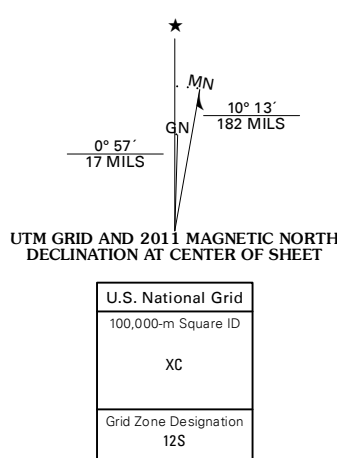 ★
MN
10° 13´
182 MILS
GN
0° 57´
17 MILS
UTM GRID AND 2011 MAGNETIC NORTH
DECLINATION AT CENTER OF SHEET
U.S. National Grid
100,000-m Square ID
XC
Grid Zone Designation
12S